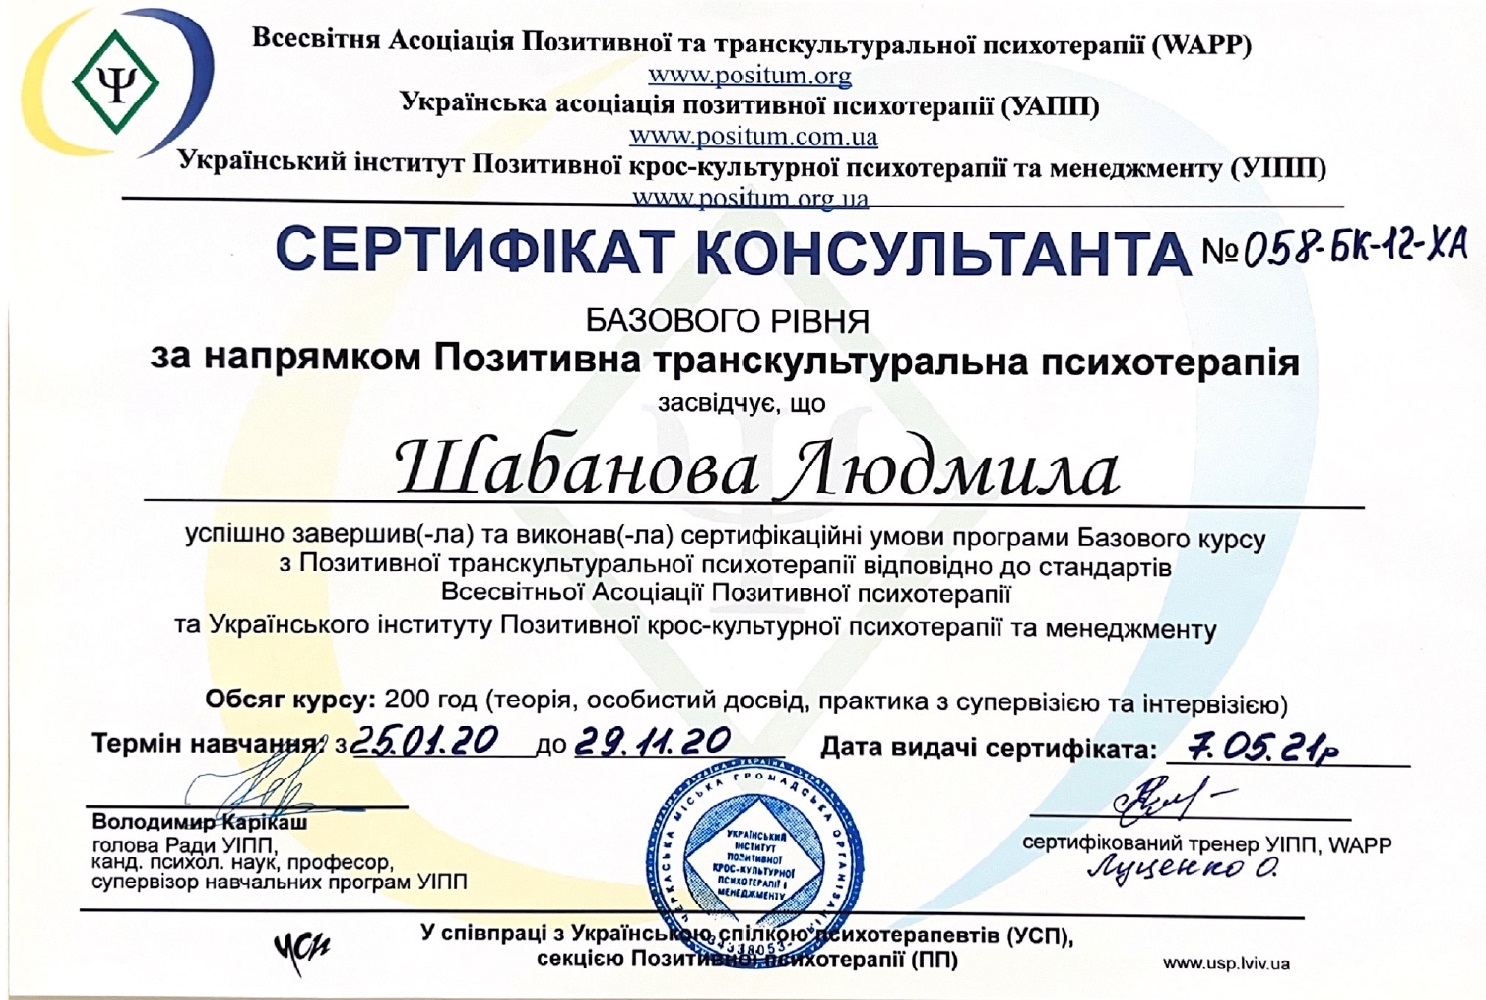 Всесвітня Асоціація Позитивної та транскультуральної психотерапії (WAPP)
www.positum.org
Українська асоціація позитивної психотерапії (УАПП)
www.positum.com.ua
Український інститут Позитивної крос-культурної психотерапії та менеджменту (УІПП)
www.positum.org.ua
СЕРТИФІКАТ КОНСУЛЬТАНТА №058-БК-12-ХА
БАЗОВОГО РІВНЯ
за напрямком Позитивна транскультуральна психотерапія
засвідчує, що
Шабанова Людмила
успішно завершив(-ла) та виконав(-ла) сертифікаційні умови програми Базового курсу
з Позитивної транскультуральної психотерапії відповідно до стандартів
Всесвітньої Асоціації Позитивної психотерапії
та Українського інституту Позитивної крос-культурної психотерапії та менеджменту
Обсяг курсу: 200 год (теорія, особистий досвід, практика з супервізією та інтервізією)
Термін навчання: з 25.01.20 до 29.11.20 Дата видачі сертифіката: 7.05.21р
Володимир Карікаш
голова Ради УІПП,
канд. психол. наук, професор,
супервізор навчальних програм УІПП
УКРАЇНА
ЧЕРКАСЬКА МІСЬКА ГРОМАДСЬКА ОРГАНІЗАЦІЯ
УКРАЇНСЬКИЙ
ІНСТИТУТ
ПОЗИТИВНОЇ
КРОС-КУЛЬТУРНОЇ
ПСИХОТЕРАПІЇ І
МЕНЕДЖМЕНТУ
34338053
сертифікований тренер УІПП, WAPP
Луценко О.
усп
У співпраці з Українською спілкою психотерапевтів (УСП),
секцією Позитивної психотерапії (ПП)
www.usp.lviv.ua